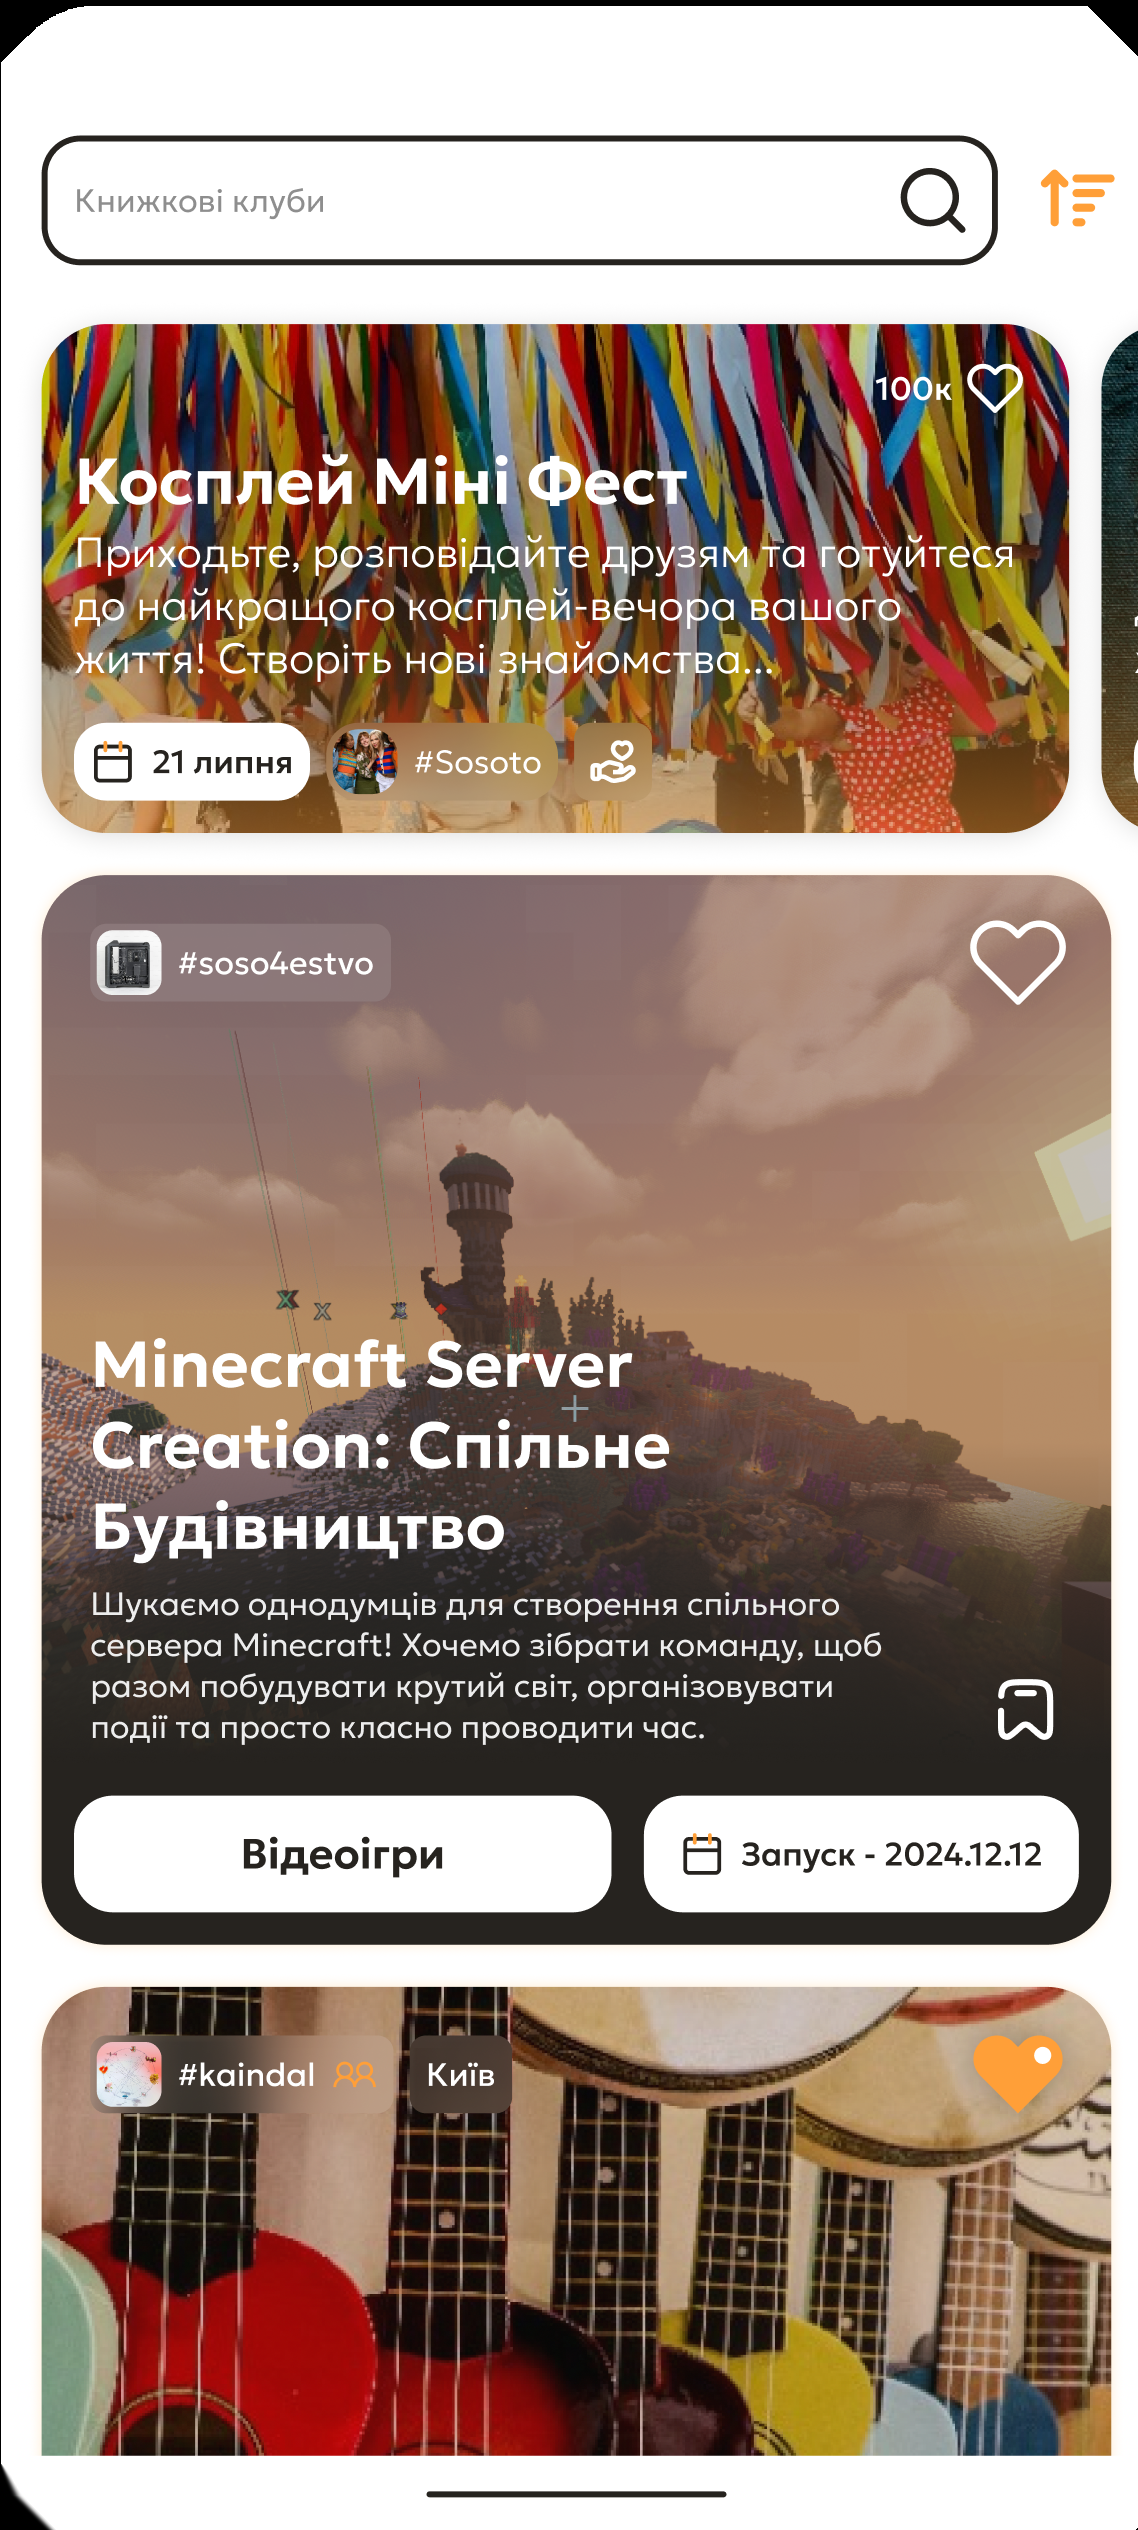 Книжкові клуби
100к
Косплей Міні Фест
Приходьте, розповідайте друзям та готуйтеся
до найкращого косплей-вечора вашого
життя! Створіть нові знайомства...
21 липня
#Sosoto
#soso4estvo
Minecraft Server
Creation: Спільне
Будівництво
Шукаємо однодумців для створення спільного
сервера Minecraft! Хочемо зібрати команду, щоб
разом побудувати крутий світ, організовувати
події та просто класно проводити час.
Відеоігри
Запуск - 2024.12.12
#kaindal
Київ